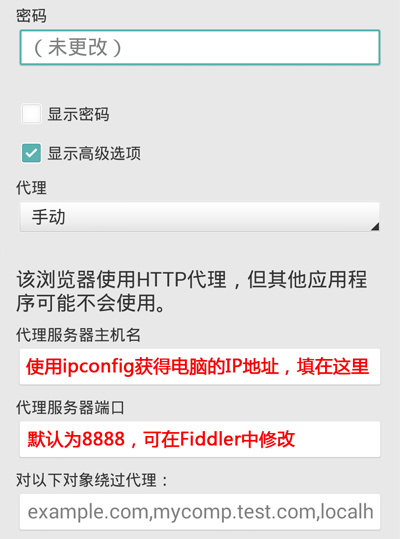 密码
（未更改）
显示密码
显示高级选项
代理
手动
该浏览器使用HTTP代理，但其他应用程
序可能不会使用。
代理服务器主机名
使用ipconfig获得电脑的IP地址，填在这里
代理服务器端口
默认为8888，可在Fiddler中修改
对以下对象绕过代理：
example.com,mycomp.test.com,localh